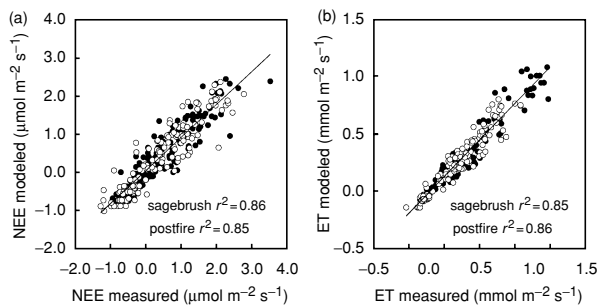 (a)
4.0
3.0
2.0
1.0
0.0
−1.0
−2.0
NEE modeled (μmol m−2 s−1)
sagebrush r2=0.86
postfire r2=0.85
−2.0 −1.0 0.0 1.0 2.0 3.0 4.0
NEE measured (μmol m−2 s−1)
(b)
1.5
1.0
0.5
0.0
−0.5
ET modeled (mmol m−2 s−1)
sagebrush r2=0.85
postfire r2=0.86
−0.5 0.0 0.5 1.0 1.5
ET measured (mmol m−2 s−1)